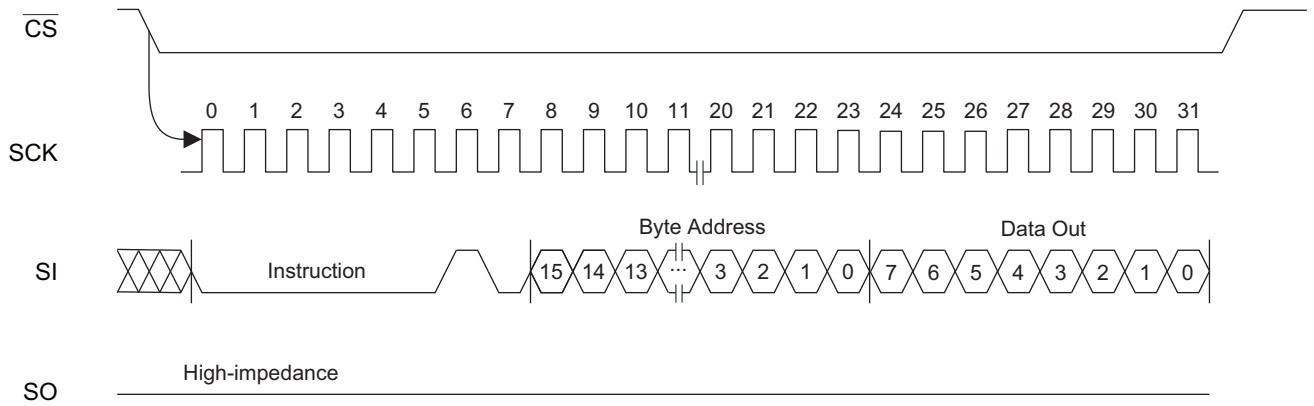 CS
0 1 2 3 4 5 6 7 8 9 10 11 20 21 22 23 24 25 26 27 28 29 30 31
SCK
Byte Address Data Out
SI Instruction 15 14 13 ... 3 2 1 0 7 6 5 4 3 2 1 0
High-impedance
SO